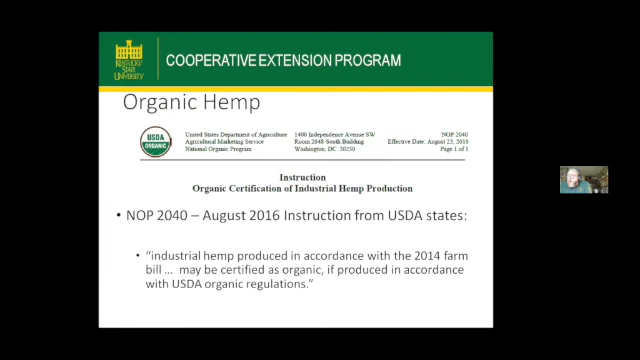 KENTUCKY
STATE
UNIVERSITY
COOPERATIVE EXTENSION PROGRAM
Organic Hemp
USDA
ORGANIC
United States Department of Agriculture
Agricultural Marketing Service
National Organic Program
1400 Independence Avenue SW
Room 2648-South Building
Washington, DC 20250
NOP 2040
Effective Date: August 23, 2016
Page 1 of 1
Instruction
Organic Certification of Industrial Hemp Production
• NOP 2040 – August 2016 Instruction from USDA states:
• “industrial hemp produced in accordance with the 2014 farm
bill … may be certified as organic, if produced in accordance
with USDA organic regulations.”